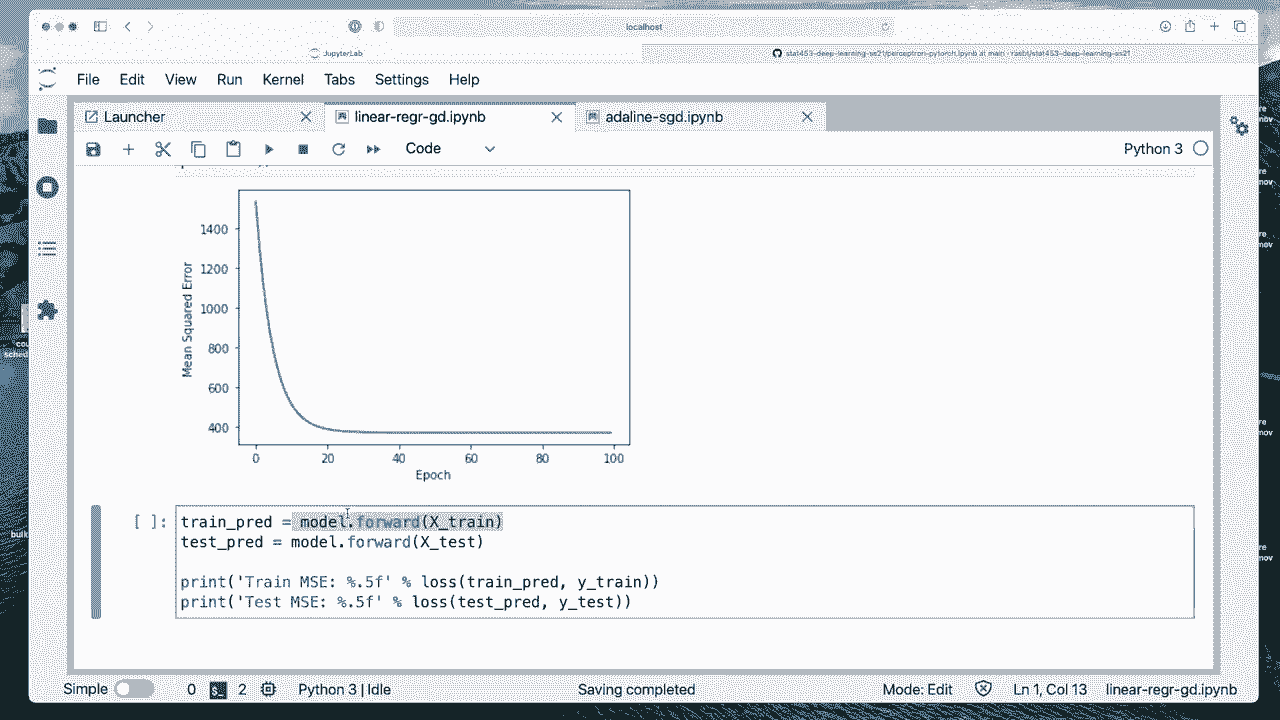 localhost
JupyterLab
stat453-deep-learning-ss21/perceptron-pytorch.ipynb at main · rasbt/stat453-deep-learning-ss21
File Edit View Run Kernel Tabs Settings Help
Launcher
linear-regr-gd.ipynb
adaline-sgd.ipynb
Code
Python 3
1400
1200
1000
800
600
400
Mean Squared Error
0 20 40 60 80 100
Epoch
[ ]:
train_pred = model.forward(X_train)
test_pred = model.forward(X_test)
print('Train MSE: %.5f' % loss(train_pred, y_train))
print('Test MSE: %.5f' % loss(test_pred, y_test))
Simple 0 2 Python 3 | Idle Saving completed Mode: Edit Ln 1, Col 13 linear-regr-gd.ipynb